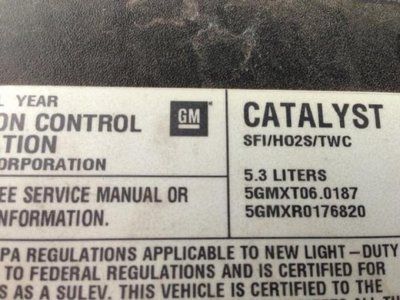 L YEAR
ON CONTROL
TION
ORPORATION
EE SERVICE MANUAL OR
NFORMATION.
GM
CATALYST
SFI/HO2S/TWC
5.3 LITERS
5GMXT06.0187
5GMXR0176820
PA REGULATIONS APPLICABLE TO NEW LIGHT-DUTY
TO FEDERAL REGULATIONS AND IS CERTIFIED FOR
S AS A SULEV. THIS VEHICLE IS CERTIFIED TO THE